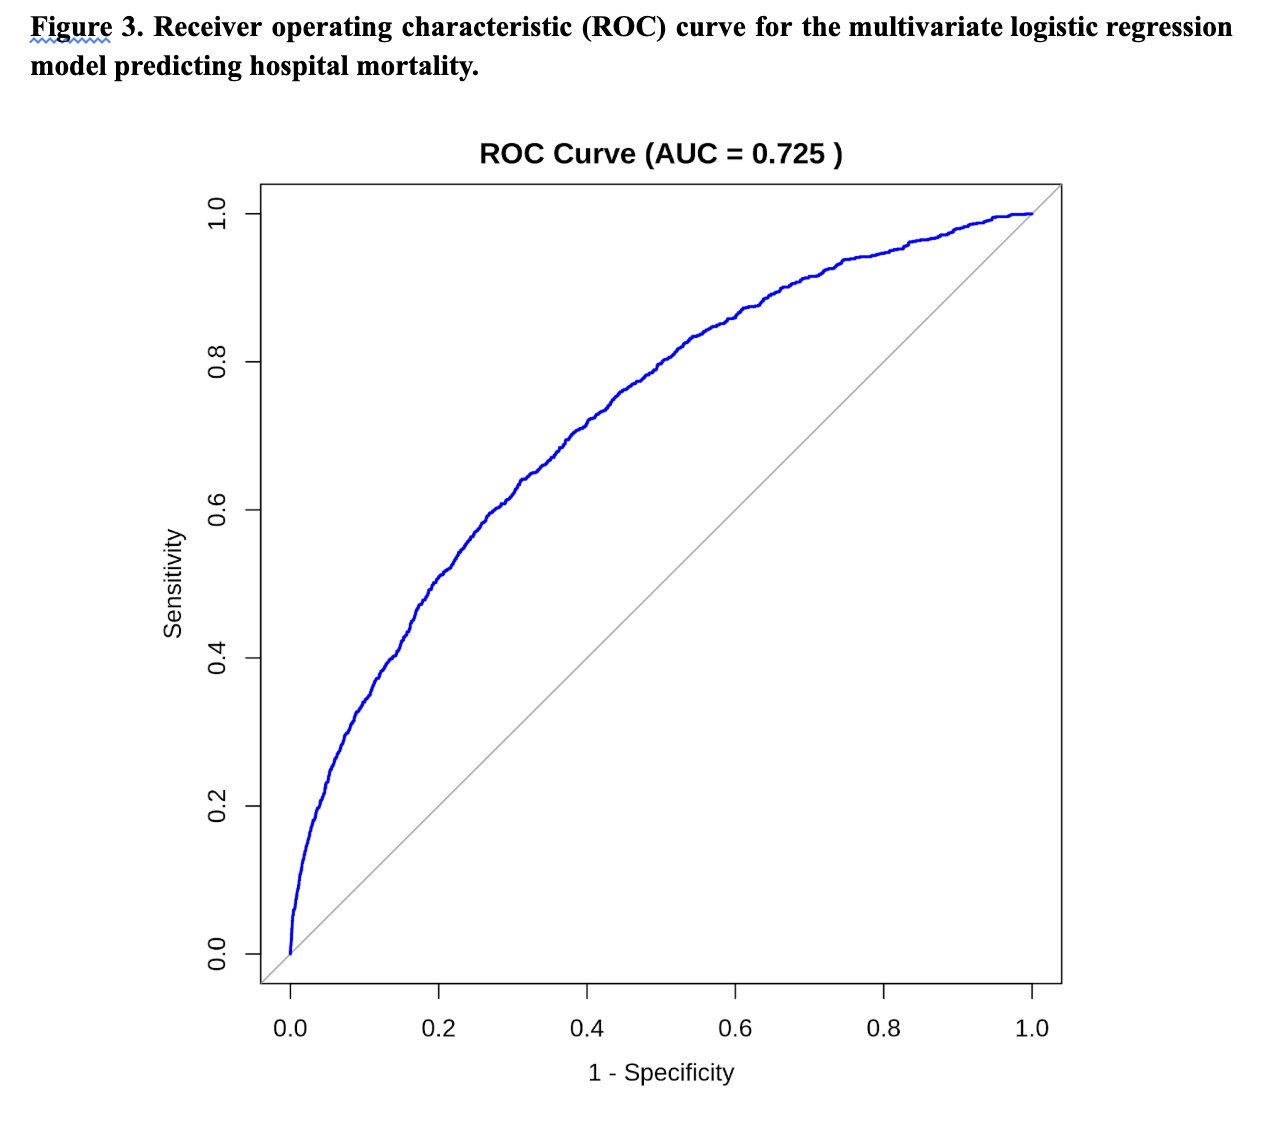 Figure 3. Receiver operating characteristic (ROC) curve for the multivariate logistic regression
model predicting hospital mortality.
ROC Curve (AUC = 0.725 )
1.0
0.8
0.6
0.4
0.2
0.0
Sensitivity
0.0 0.2 0.4 0.6 0.8 1.0
1 - Specificity